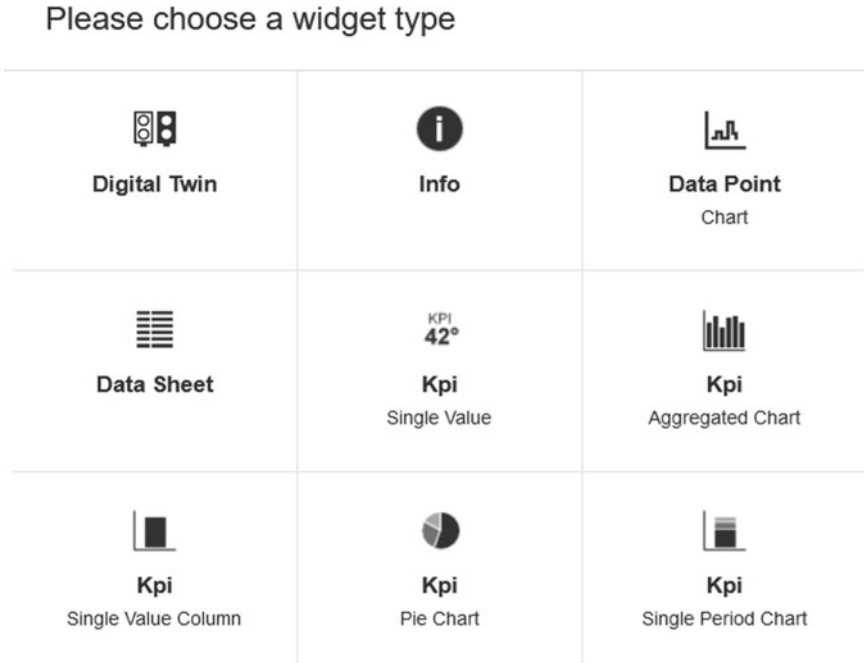 Please choose a widget type
Digital Twin
Info
Data Point
Chart
Data Sheet
KPI
42°
Kpi
Single Value
Kpi
Aggregated Chart
Kpi
Single Value Column
Kpi
Pie Chart
Kpi
Single Period Chart